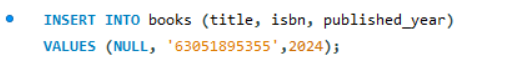 INSERT INTO books (title, isbn, published_year)
VALUES (NULL, '63051895355',2024);